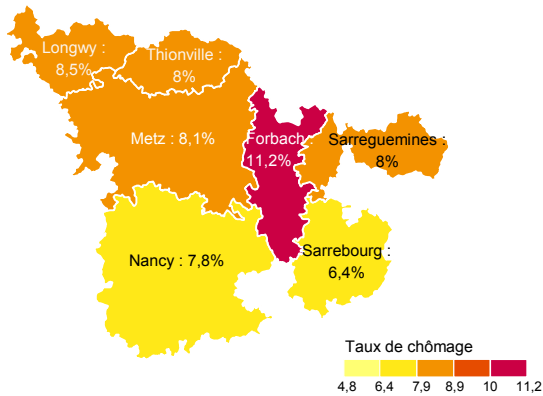 Longwy :
8,5%
Thionville :
8%
Metz : 8,1%
Forbach :
11,2%
Sarreguemines :
8%
Nancy : 7,8%
Sarrebourg :
6,4%
Taux de chômage
4,8 6,4 7,9 8,9 10 11,2